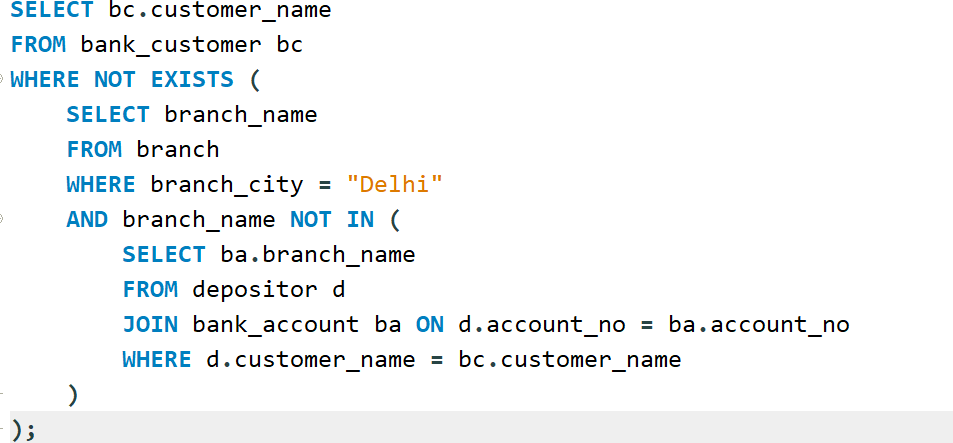 SELECT bc.customer_name
FROM bank_customer bc
WHERE NOT EXISTS (
    SELECT branch_name
    FROM branch
    WHERE branch_city = "Delhi"
    AND branch_name NOT IN (
        SELECT ba.branch_name
        FROM depositor d
        JOIN bank_account ba ON d.account_no = ba.account_no
        WHERE d.customer_name = bc.customer_name
    )
);